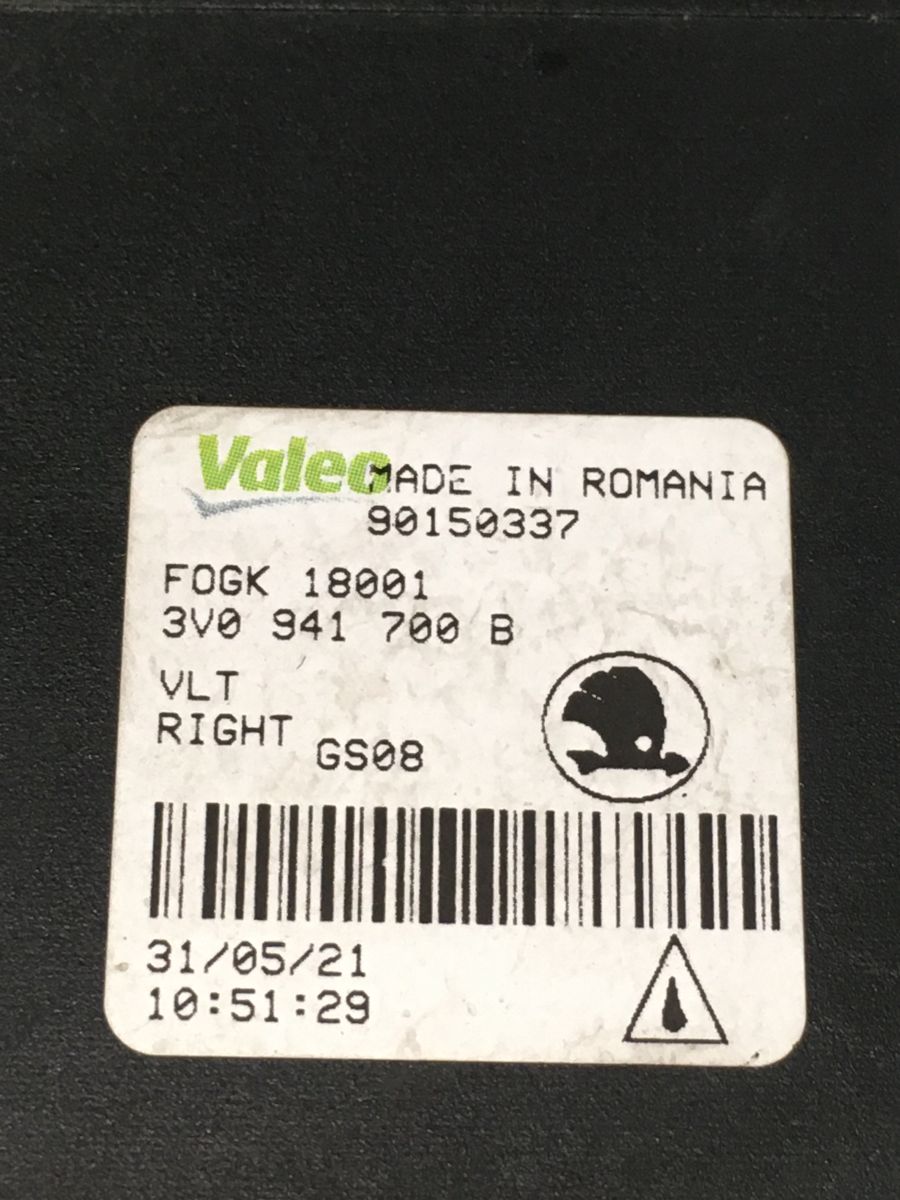 Valeo MADE IN ROMANIA
90150337
FOGK 18001
3V0 941 700 B
VLT
RIGHT
GS08
31/05/21
10:51:29